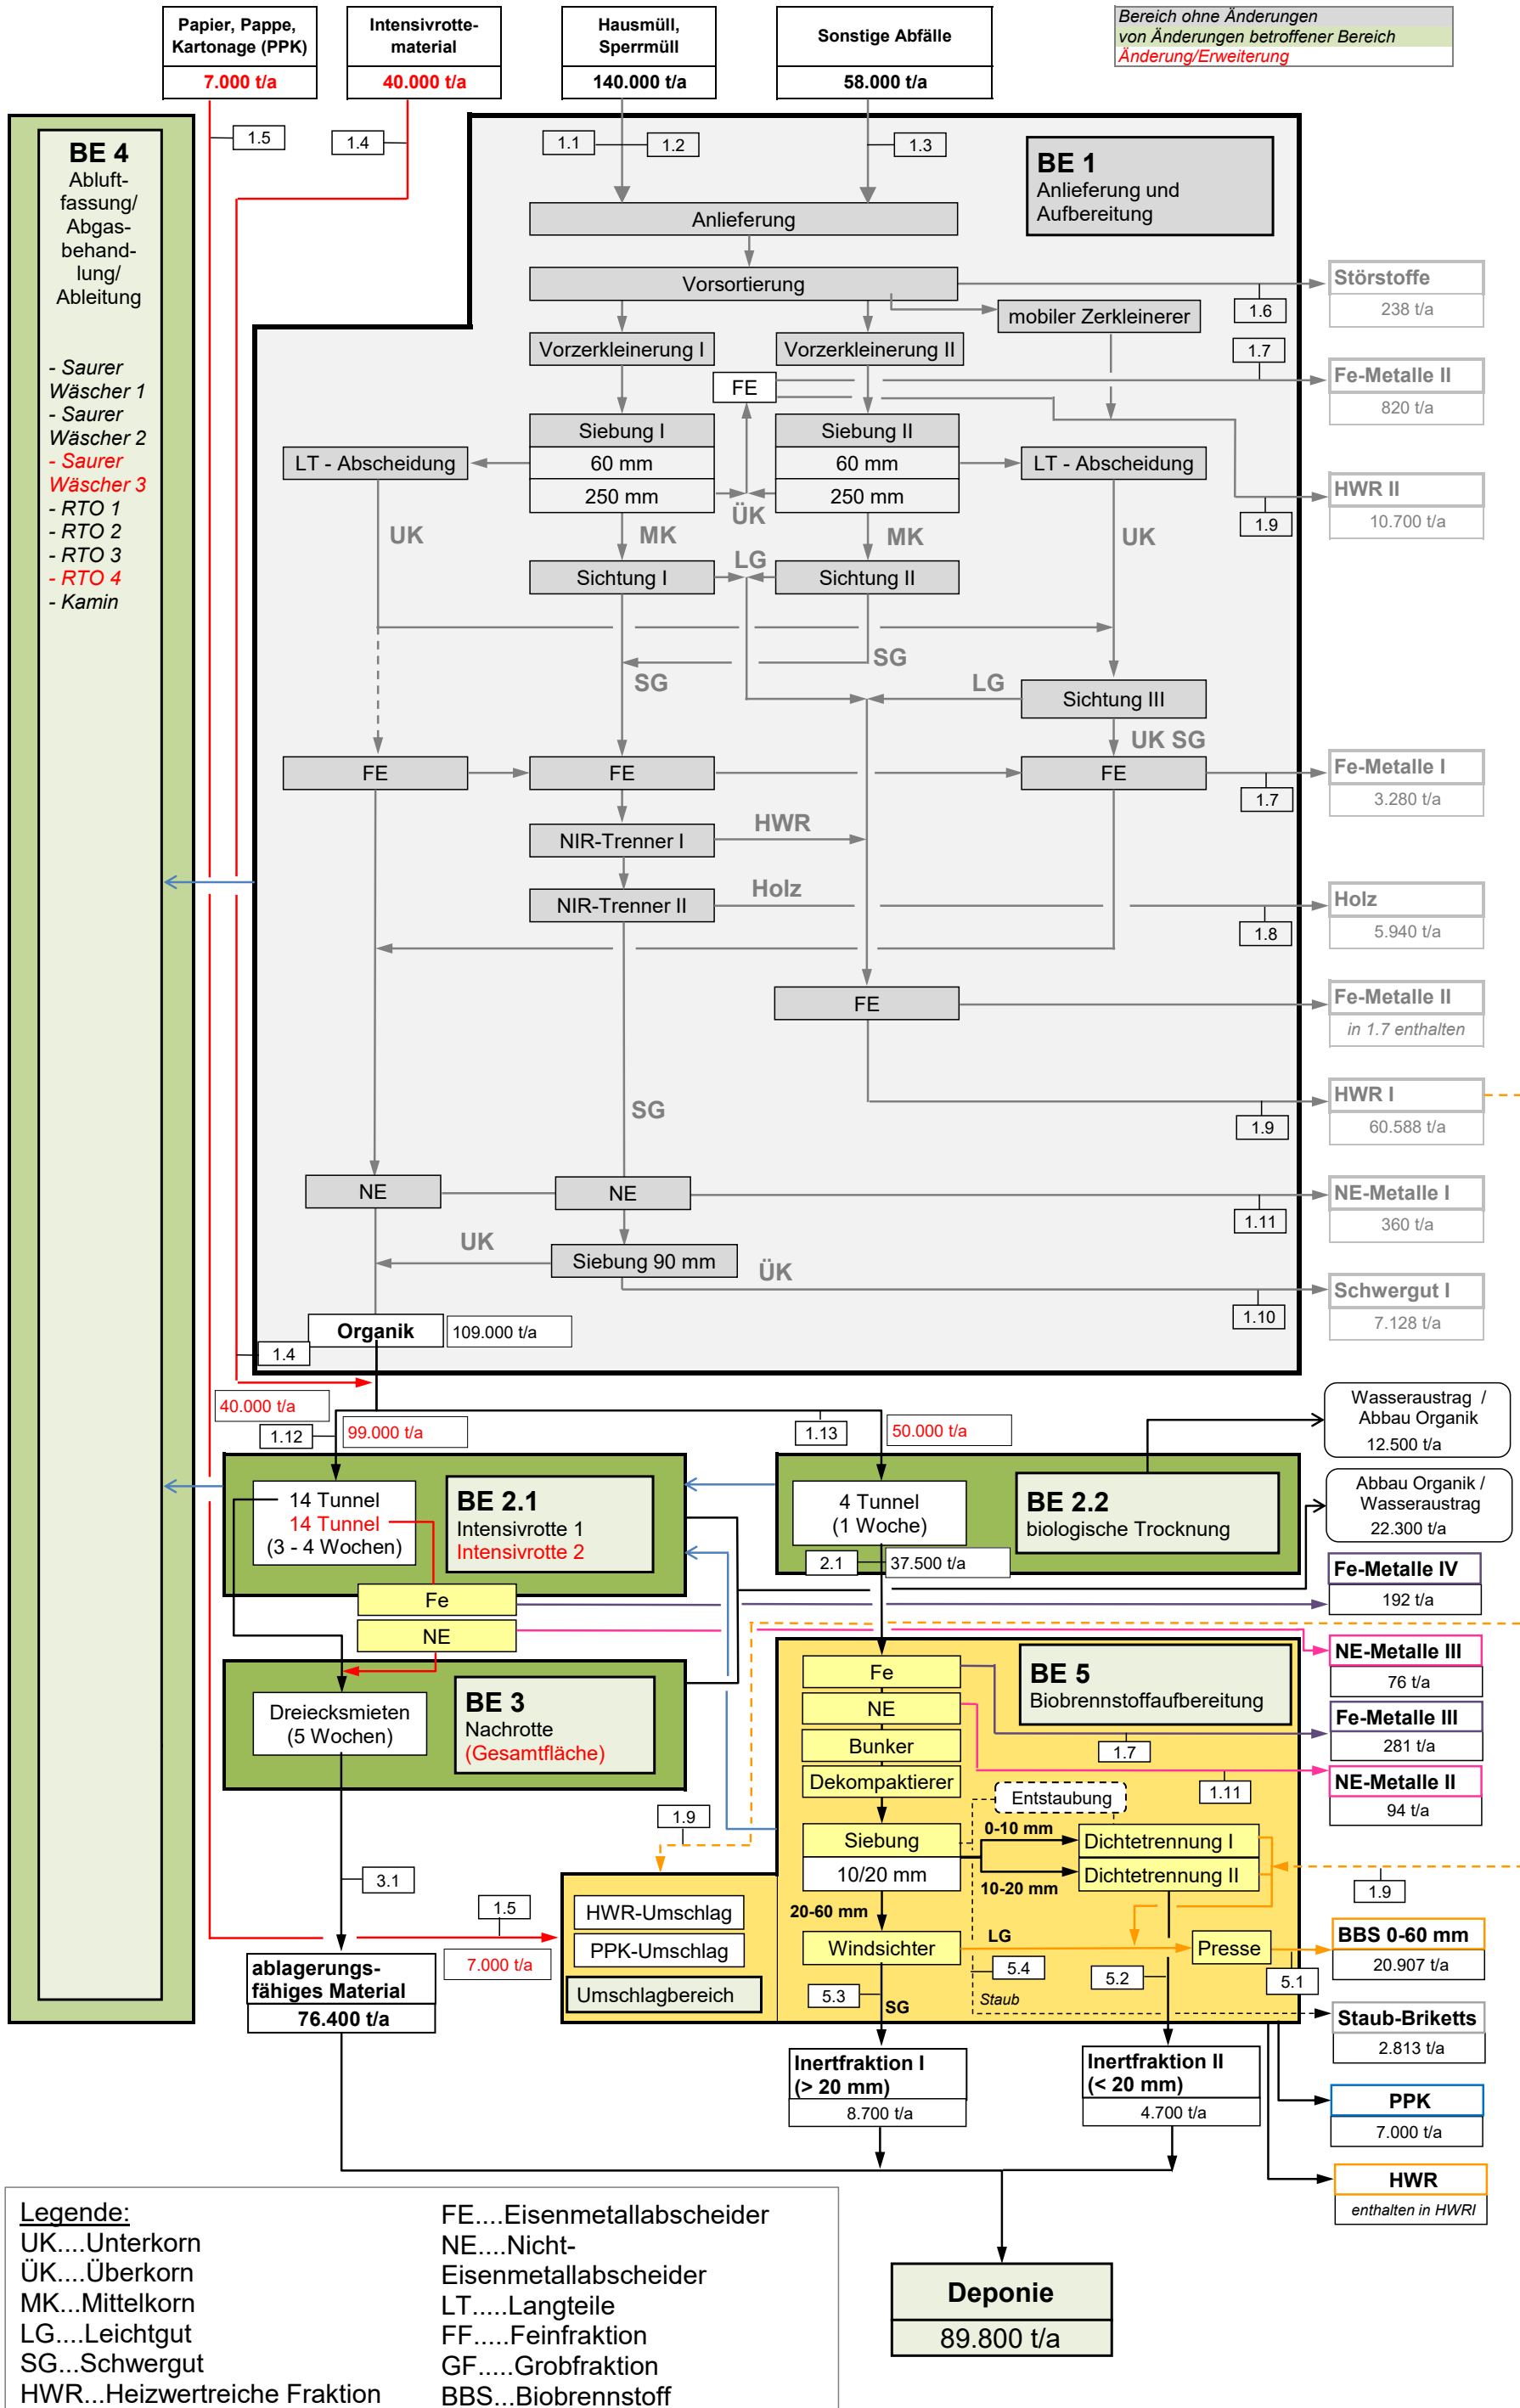 Papier, Pappe,
Kartonage (PPK)
7.000 t/a
Intensivrotte-
material
40.000 t/a
Hausmüll,
Sperrmüll
140.000 t/a
Sonstige Abfälle
58.000 t/a
Bereich ohne Änderungen
von Änderungen betroffener Bereich
Änderung/Erweiterung
1.5
1.4
1.1
1.2
1.3
BE 4
Abluft-
fassung/
Abgas-
behand-
lung/
Ableitung
- Saurer
Wäscher 1
- Saurer
Wäscher 2
- Saurer
Wäscher 3
- RTO 1
- RTO 2
- RTO 3
- RTO 4
- Kamin
BE 1
Anlieferung und
Aufbereitung
Anlieferung
Vorsortierung
mobiler Zerkleinerer
Störstoffe
238 t/a
1.6
Vorzerkleinerung I
Vorzerkleinerung II
1.7
FE
Fe-Metalle II
820 t/a
Siebung I
60 mm
250 mm
Siebung II
60 mm
250 mm
LT - Abscheidung
LT - Abscheidung
ÜK
HWR II
10.700 t/a
1.9
UK
MK
MK
UK
LG
Sichtung I
Sichtung II
SG
SG
LG
Sichtung III
UK SG
FE
FE
FE
Fe-Metalle I
3.280 t/a
1.7
NIR-Trenner I
HWR
NIR-Trenner II
Holz
Holz
5.940 t/a
1.8
FE
Fe-Metalle II
in 1.7 enthalten
SG
HWR I
60.588 t/a
1.9
NE
NE
NE-Metalle I
360 t/a
1.11
UK
Siebung 90 mm
ÜK
Schwergut I
7.128 t/a
1.10
Organik
109.000 t/a
1.4
40.000 t/a
1.12
99.000 t/a
1.13
50.000 t/a
Wasseraustrag /
Abbau Organik
12.500 t/a
14 Tunnel
14 Tunnel
(3 - 4 Wochen)
BE 2.1
Intensivrotte 1
Intensivrotte 2
4 Tunnel
(1 Woche)
BE 2.2
biologische Trocknung
Abbau Organik /
Wasseraustrag
22.300 t/a
2.1
37.500 t/a
Fe
NE
Fe-Metalle IV
192 t/a
NE-Metalle III
76 t/a
Dreiecksmieten
(5 Wochen)
BE 3
Nachrotte
(Gesamtfläche)
Fe
NE
Bunker
Dekompaktierer
BE 5
Biobrennstoffaufbereitung
Fe-Metalle III
281 t/a
1.7
NE-Metalle II
94 t/a
1.11
Entstaubung
1.9
Siebung
10/20 mm
0-10 mm
10-20 mm
Dichtetrennung I
Dichtetrennung II
1.9
3.1
1.5
7.000 t/a
HWR-Umschlag
PPK-Umschlag
Umschlagbereich
20-60 mm
Windsichter
LG
Presse
BBS 0-60 mm
20.907 t/a
5.4
5.2
5.1
5.3
SG
Staub
ablagerungs-
fähiges Material
76.400 t/a
Staub-Briketts
2.813 t/a
Inertfraktion I
(> 20 mm)
8.700 t/a
Inertfraktion II
(< 20 mm)
4.700 t/a
PPK
7.000 t/a
HWR
enthalten in HWRI
Deponie
89.800 t/a
Legende:
UK....Unterkorn
ÜK....Überkorn
MK...Mittelkorn
LG....Leichtgut
SG...Schwergut
HWR...Heizwertreiche Fraktion
FE....Eisenmetallabscheider
NE....Nicht-
Eisenmetallabscheider
LT.....Langteile
FF.....Feinfraktion
GF.....Grobfraktion
BBS...Biobrennstoff